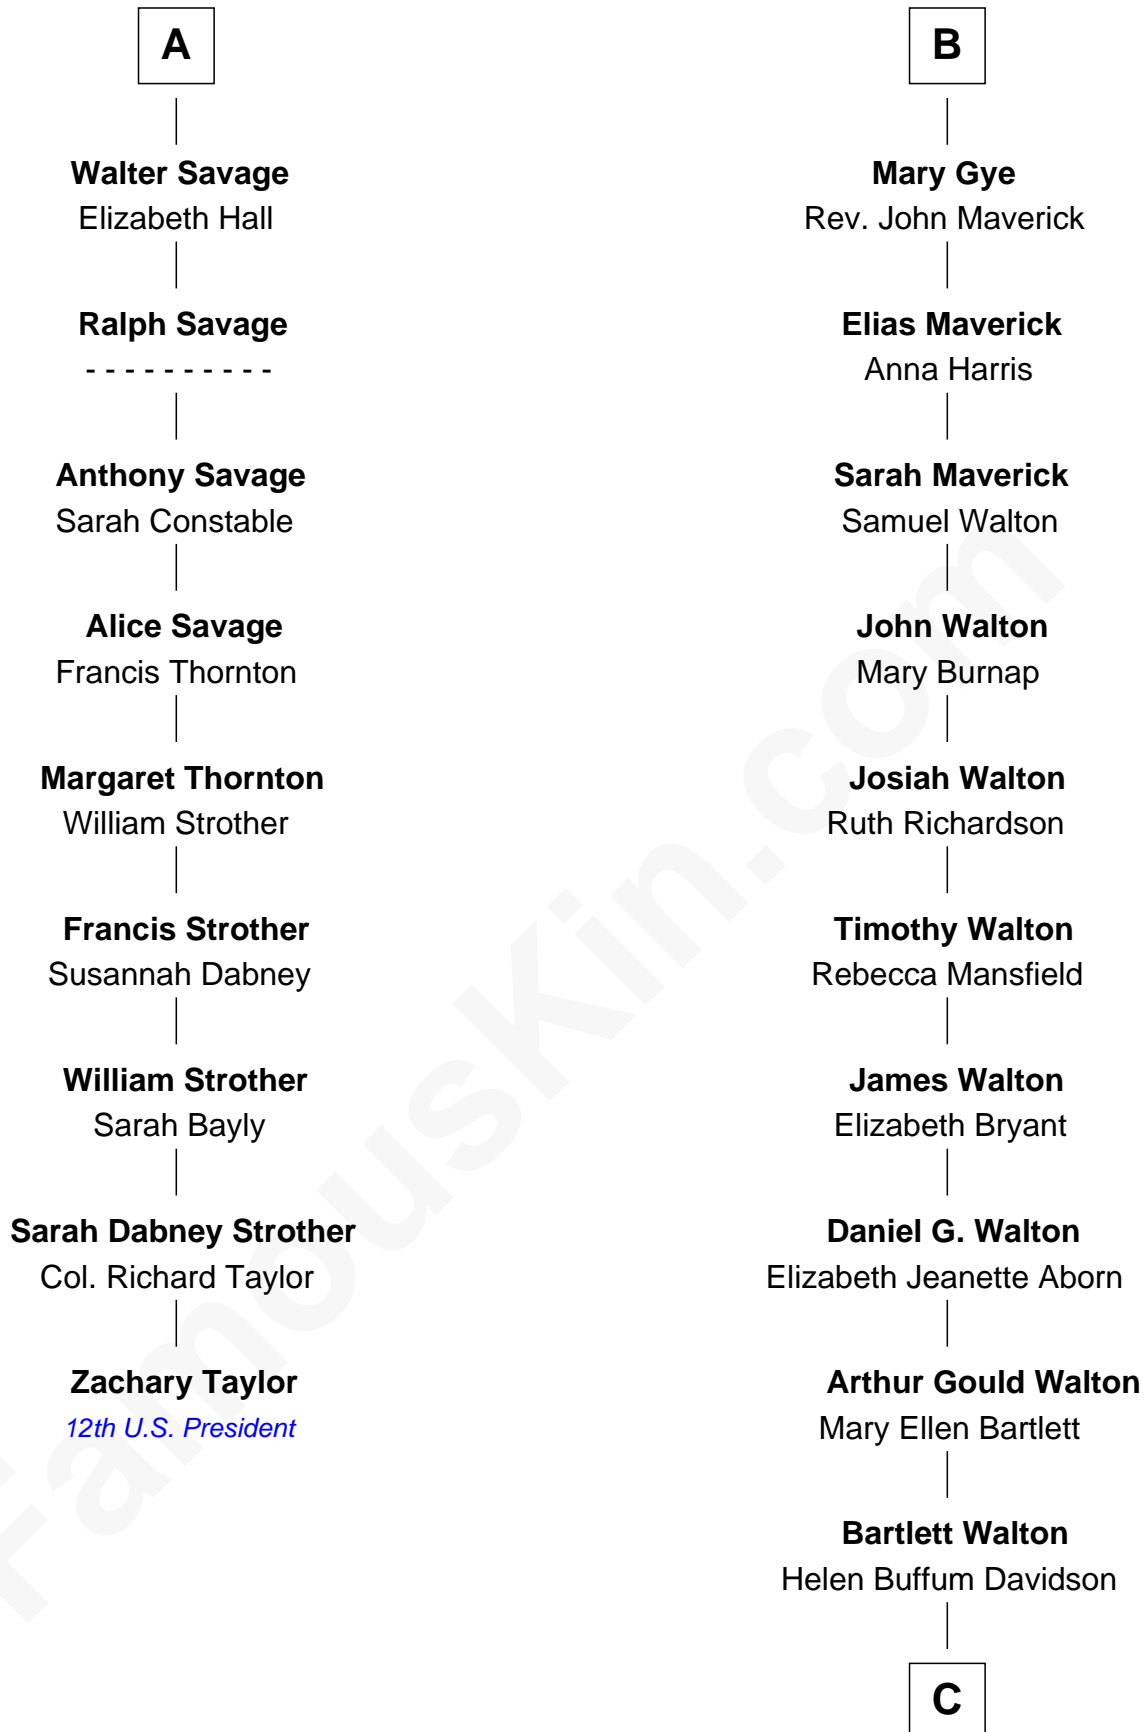 A
Walter Savage
Elizabeth Hall
Ralph Savage
- - - - - - - - - -
Anthony Savage
Sarah Constable
Alice Savage
Francis Thornton
Margaret Thornton
William Strother
Francis Strother
Susannah Dabney
William Strother
Sarah Bayly
Sarah Dabney Strother
Col. Richard Taylor
Zachary Taylor
12th U.S. President
B
Mary Gye
Rev. John Maverick
Elias Maverick
Anna Harris
Sarah Maverick
Samuel Walton
John Walton
Mary Burnap
Josiah Walton
Ruth Richardson
Timothy Walton
Rebecca Mansfield
James Walton
Elizabeth Bryant
Daniel G. Walton
Elizabeth Jeanette Aborn
Arthur Gould Walton
Mary Ellen Bartlett
Bartlett Walton
Helen Buffum Davidson
C
FamousKin.com